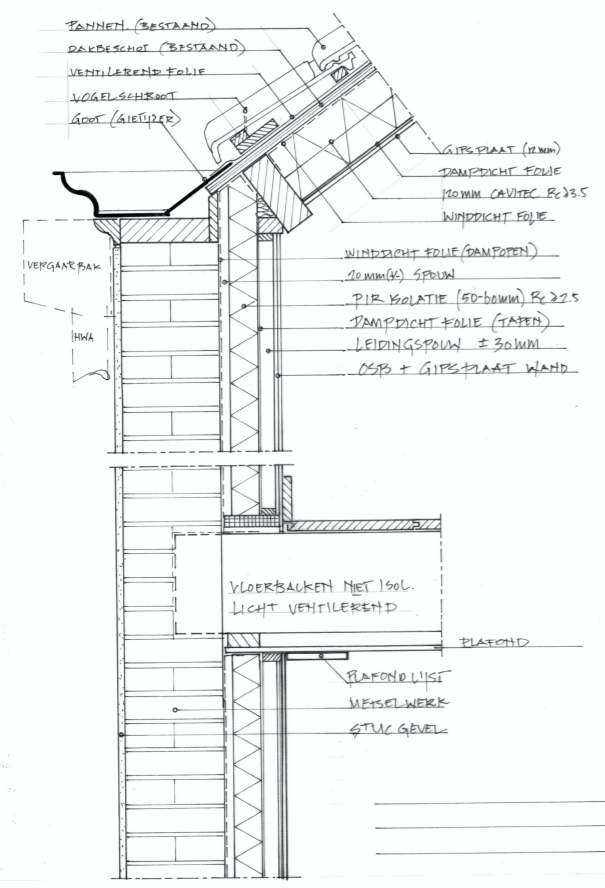 PANNEN. (BESTAAND)
DAKBESCHOT (BESTAAND)
VENTILEREND FOLIE
VOGELSCHROOT
GOOT (GIETIJZER)
GIPSPLAAT (12mm)
DAMPDICHT FOLIE
120mm CAVITEC Rc≥3.5
WINDDICHT FOLIE
VERGAARBAK
HWA
WINDDICHT FOLIE (DAMPOPEN)
20mm(±) SPOUW
PIR ISOLATIE (50-60mm) Rc≥2.5
DAMPDICHT FOLIE (TAPEN)
LEIDINGSPOUW ± 30mm
OSB + GIPSPLAAT WAND
VLOERBALKEN NIET ISOL.
LICHT VENTILEREND
PLAFOND
PLAFONDLIJST
METSELWERK
STUC GEVEL